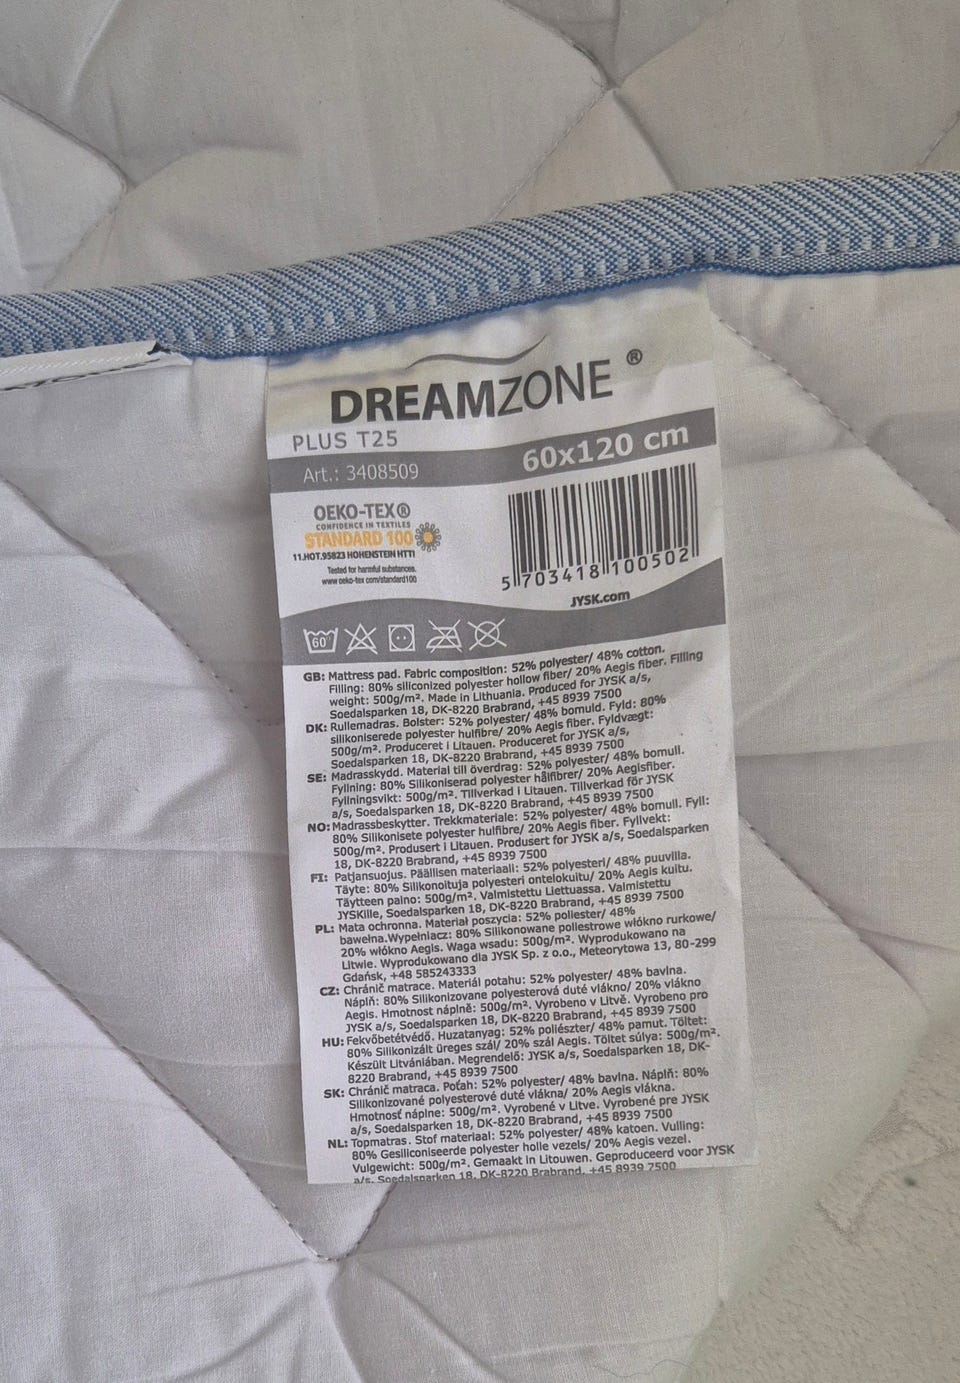 DREAMZONE ®
PLUS T25
Art.: 3408509
60x120 cm
OEKO-TEX®
CONFIDENCE IN TEXTILES
STANDARD 100
11.HOT.95823 HOHENSTEIN HTTI
Tested for harmful substances.
www.oeko-tex.com/standard100
5 703418 100502
JYSK.com
60°
GB: Mattress pad. Fabric composition: 52% polyester/ 48% cotton.
Filling: 80% siliconized polyester hollow fiber/ 20% Aegis fiber. Filling
weight: 500g/m². Made in Lithuania. Produced for JYSK a/s,
Soedalsparken 18, DK-8220 Brabrand, +45 8939 7500
DK: Rullemadras. Bolster: 52% polyester/ 48% bomuld. Fyld: 80%
silikoniserede polyester hulfibre/ 20% Aegis fiber. Fyldvægt:
500g/m². Produceret i Litauen. Produceret for JYSK a/s,
Soedalsparken 18, DK-8220 Brabrand, +45 8939 7500
SE: Madrasskydd. Material till överdrag: 52% polyester/ 48% bomull.
Fyllning: 80% Silikoniserad polyester hålfibrer/ 20% Aegisfiber.
Fyllningsvikt: 500g/m². Tillverkad i Litauen. Tillverkad för JYSK
a/s, Soedalsparken 18, DK-8220 Brabrand, +45 8939 7500
NO: Madrassbeskytter. Trekkmateriale: 52% polyester/ 48% bomull. Fyll:
80% Silikonisete polyester hulfibre/ 20% Aegis fiber. Fyllvekt:
500g/m². Produsert i Litauen. Produsert for JYSK a/s, Soedalsparken
18, DK-8220 Brabrand, +45 8939 7500
FI: Patjansuojus. Päällisen materiaali: 52% polyesteri/ 48% puuvilla.
Täyte: 80% Silikonoituja polyesteri ontelokuitu/ 20% Aegis kuitu.
Täytteen paino: 500g/m². Valmistettu Liettuassa. Valmistettu
JYSKille, Soedalsparken 18, DK-8220 Brabrand, +45 8939 7500
PL: Mata ochronna. Materiał poszycia: 52% poliester/ 48%
bawełna.Wypełniacz: 80% Silikonowane poliestrowe włókno rurkowe/
20% włókno Aegis. Waga wsadu: 500g/m². Wyprodukowano na
Litwie. Wyprodukowano dla JYSK Sp. z o.o., Meteorytowa 13, 80-299
Gdańsk, +48 585243333
CZ: Chránič matrace. Materiál potahu: 52% polyester/ 48% bavlna.
Náplň: 80% Silikonizovane polyesterová duté vlákno/ 20% vlákno
Aegis. Hmotnost náplně: 500g/m². Vyrobeno v Litvě. Vyrobeno pro
JYSK a/s, Soedalsparken 18, DK-8220 Brabrand, +45 8939 7500
HU: Fekvőbetétvédő. Huzatanyag: 52% poliészter/ 48% pamut. Töltet:
80% Silikonizált üreges szál/ 20% szál Aegis. Töltet súlya: 500g/m².
Készült Litvániában. Megrendelő: JYSK a/s, Soedalsparken 18, DK-
8220 Brabrand, +45 8939 7500
SK: Chránič matraca. Poťah: 52% polyester/ 48% bavlna. Náplň: 80%
Silikonizované polyesterové duté vlákna/ 20% Aegis vlákna.
Hmotnosť náplne: 500g/m². Vyrobené v Litve. Vyrobené pre JYSK
a/s, Soedalsparken 18, DK-8220 Brabrand, +45 8939 7500
NL: Topmatras. Stof materiaal: 52% polyester/ 48% katoen. Vulling:
80% Gesiliconiseerde polyester holle vezels/ 20% Aegis vezel.
Vulgewicht: 500g/m². Gemaakt in Litouwen. Geproduceerd voor JYSK
a/s, Soedalsparken 18, DK-8220 Brabrand, +45 8939 7500